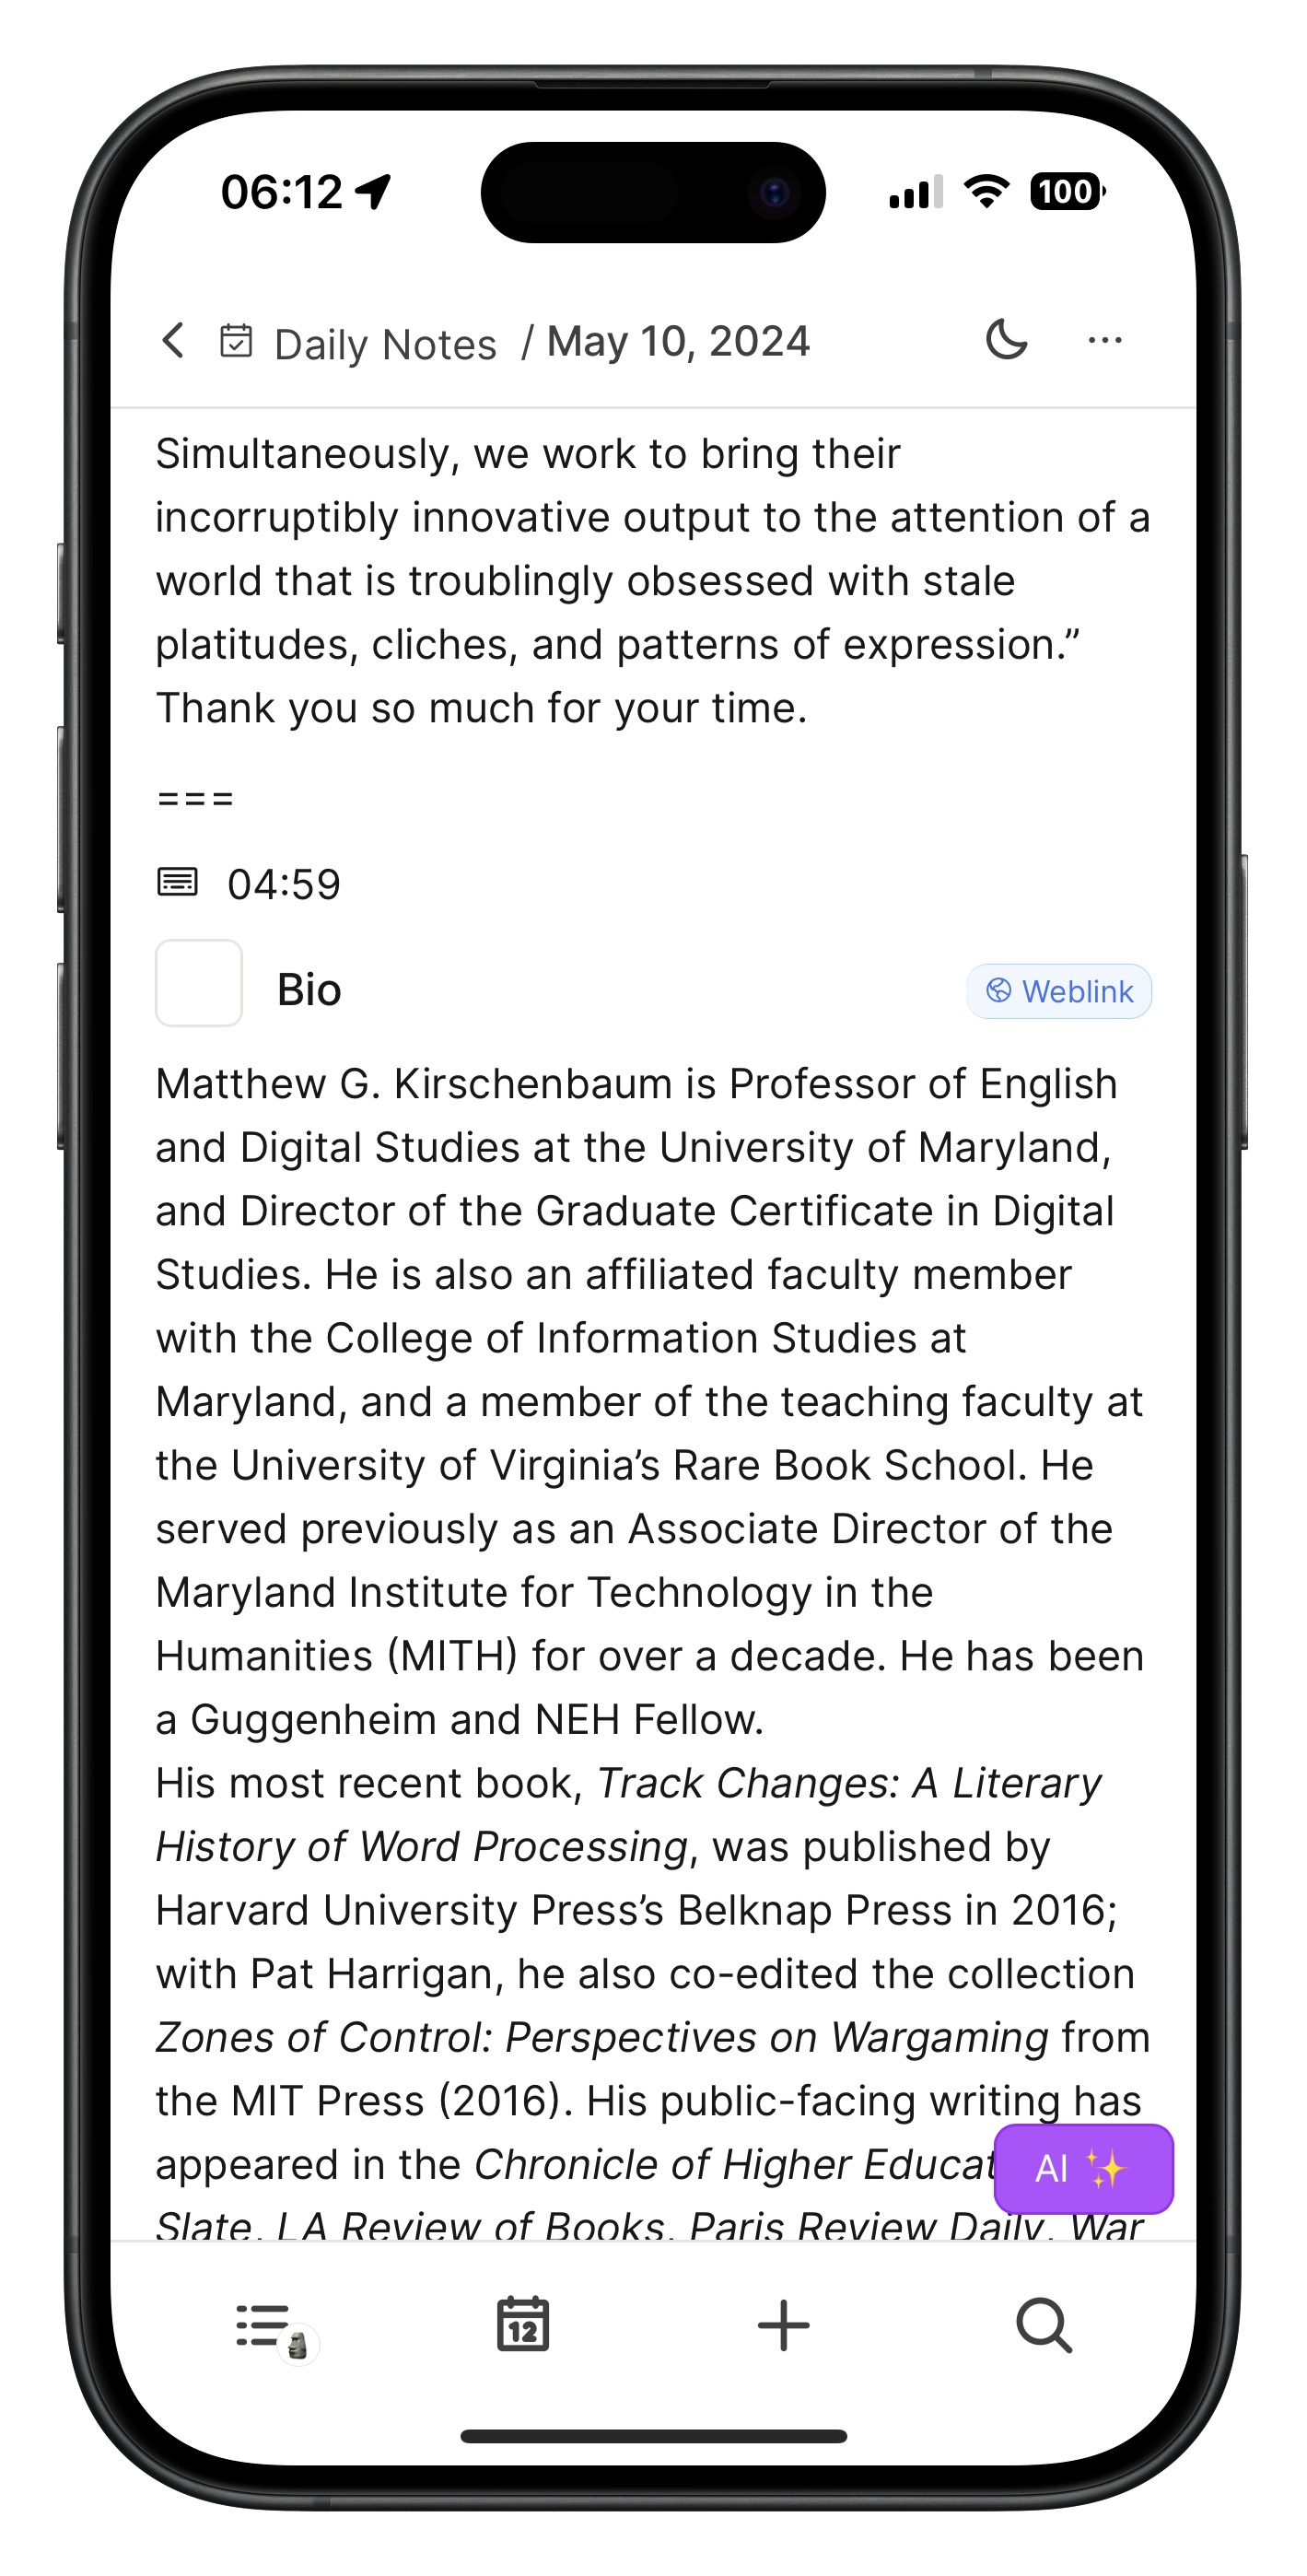 06:12
100
Daily Notes / May 10, 2024
Simultaneously, we work to bring their
incorruptibly innovative output to the attention of a
world that is troublingly obsessed with stale
platitudes, cliches, and patterns of expression.”
Thank you so much for your time.
===
04:59
Bio
Weblink
Matthew G. Kirschenbaum is Professor of English
and Digital Studies at the University of Maryland,
and Director of the Graduate Certificate in Digital
Studies. He is also an affiliated faculty member
with the College of Information Studies at
Maryland, and a member of the teaching faculty at
the University of Virginia’s Rare Book School. He
served previously as an Associate Director of the
Maryland Institute for Technology in the
Humanities (MITH) for over a decade. He has been
a Guggenheim and NEH Fellow.
His most recent book, Track Changes: A Literary
History of Word Processing, was published by
Harvard University Press’s Belknap Press in 2016;
with Pat Harrigan, he also co-edited the collection
Zones of Control: Perspectives on Wargaming from
the MIT Press (2016). His public-facing writing has
appeared in the Chronicle of Higher Educat
AI ✨
Slate, LA Review of Books, Paris Review Daily, War
12